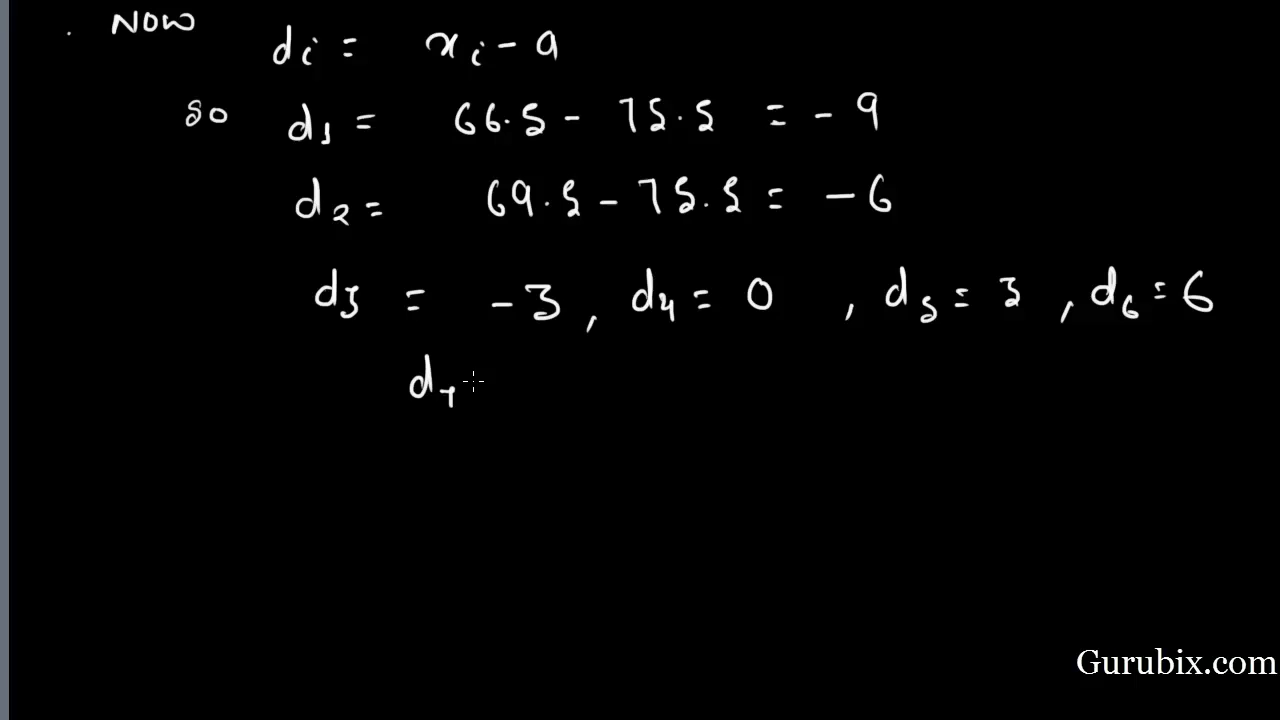 NOW
di = xi - a
so d1 = 66.5 - 75.5 = - 9
d2 = 69.5 - 75.5 = - 6
d3 = - 3 , d4 = 0 , d5 = 3 , d6 = 6
d7
Gurubix.com